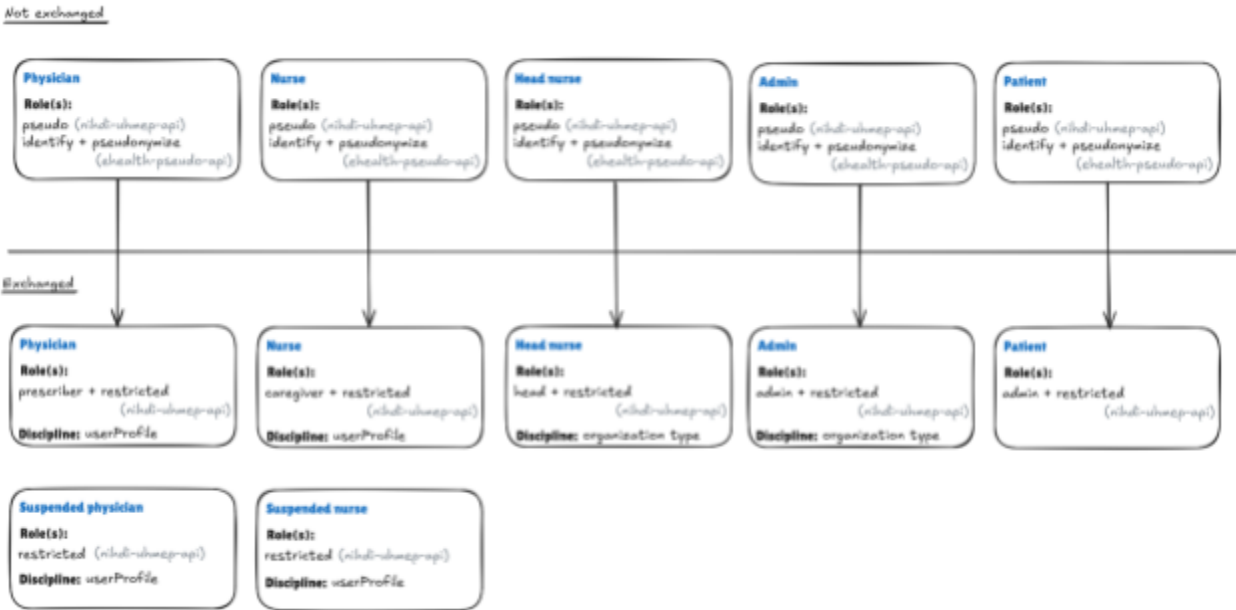 Not exchanged
Physician
Role(s):
pseudo (nihdi-uhmep-api)
identify + pseudonymize
(ehealth-pseudo-api)
Nurse
Role(s):
pseudo (nihdi-uhmep-api)
identify + pseudonymize
(ehealth-pseudo-api)
Head nurse
Role(s):
pseudo (nihdi-uhmep-api)
identify + pseudonymize
(ehealth-pseudo-api)
Admin
Role(s):
pseudo (nihdi-uhmep-api)
identify + pseudonymize
(ehealth-pseudo-api)
Patient
Role(s):
pseudo (nihdi-uhmep-api)
identify + pseudonymize
(ehealth-pseudo-api)
Exchanged
Physician
Role(s):
prescriber + restricted
(nihdi-uhmep-api)
Discipline: userProfile
Nurse
Role(s):
caregiver + restricted
(nihdi-uhmep-api)
Discipline: userProfile
Head nurse
Role(s):
head + restricted
(nihdi-uhmep-api)
Discipline: organization type
Admin
Role(s):
admin + restricted
(nihdi-uhmep-api)
Discipline: organization type
Patient
Role(s):
admin + restricted
(nihdi-uhmep-api)
Suspended physician
Role(s):
restricted (nihdi-uhmep-api)
Discipline: userProfile
Suspended nurse
Role(s):
restricted (nihdi-uhmep-api)
Discipline: userProfile